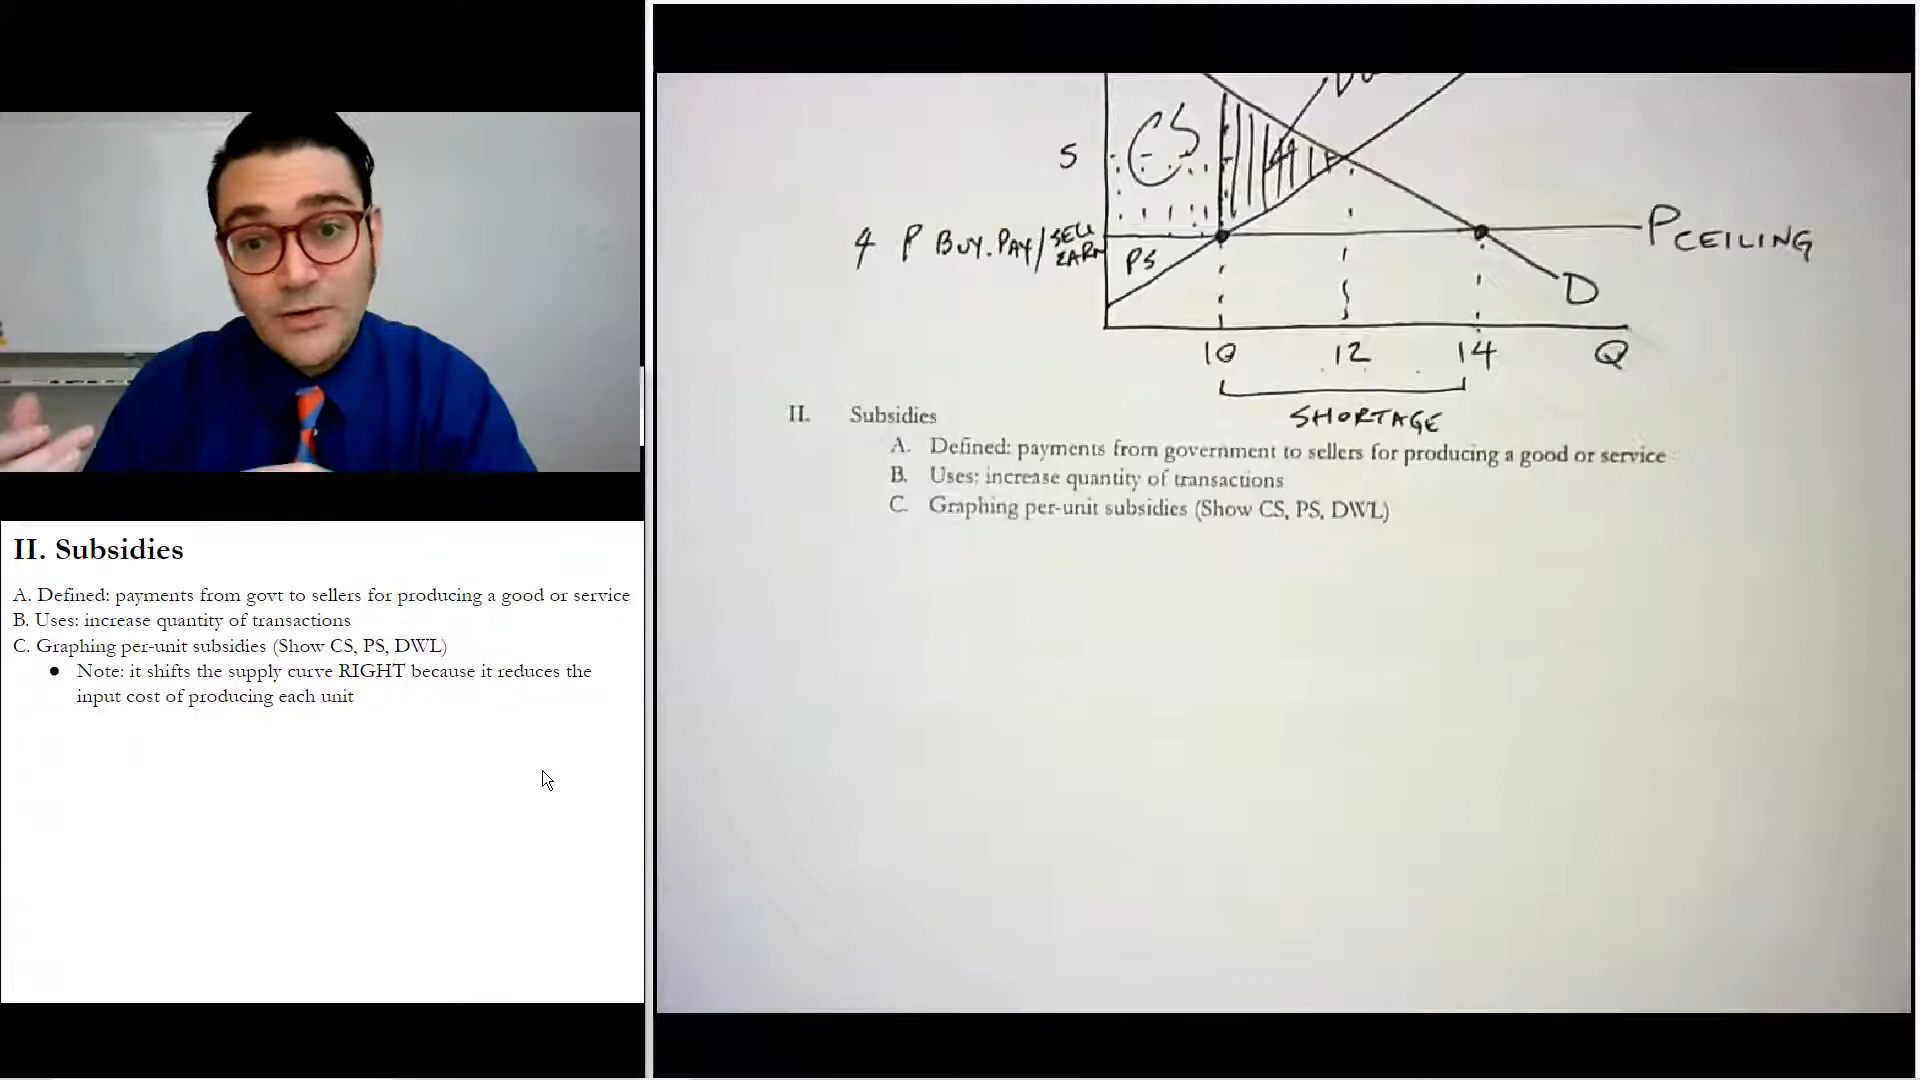 II. Subsidies
A. Defined: payments from govt to sellers for producing a good or service
B. Uses: increase quantity of transactions
C. Graphing per-unit subsidies (Show CS, PS, DWL)
● Note: it shifts the supply curve RIGHT because it reduces the
input cost of producing each unit
CS
5
4 P BUY. PAY/SELL
EARN
PS
P CEILING
D
10 12 14 Q
SHORTAGE
II. Subsidies
A. Defined: payments from government to sellers for producing a good or service
B. Uses: increase quantity of transactions
C. Graphing per-unit subsidies (Show CS, PS, DWL)